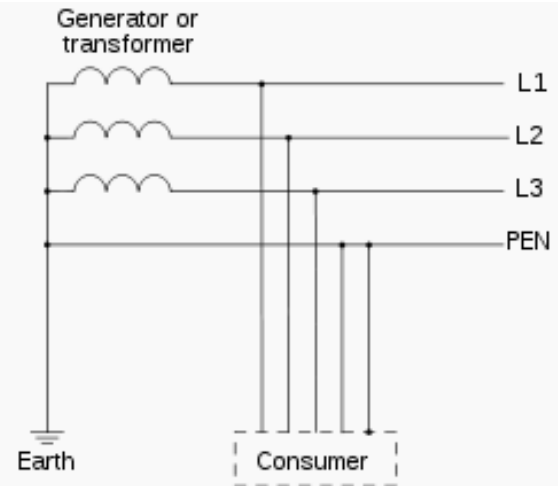 Generator or
transformer
L1
L2
L3
PEN
Earth
Consumer